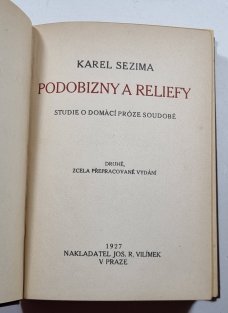 KAREL SEZIMA
PODOBIZNY A RELIEFY
STUDIE O DOMÁCÍ PRÓZE SOUDOBÉ
DRUHÉ,
ZCELA PŘEPRACOVANÉ VYDÁNÍ
1927
NAKLADATEL JOS. R. VILÍMEK
V PRAZE